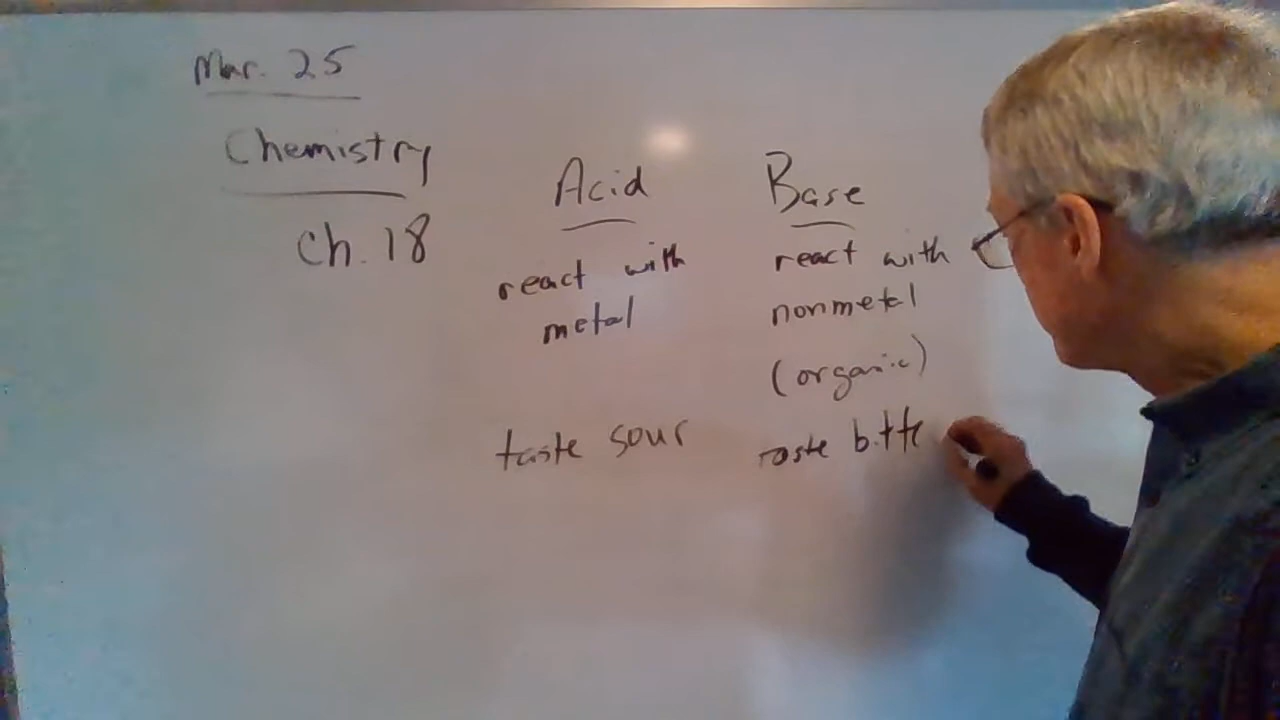 Mar. 25
Chemistry
Ch. 18
Acid
react with
metal
taste sour
Base
react with
nonmetal
(organic)
taste bitte